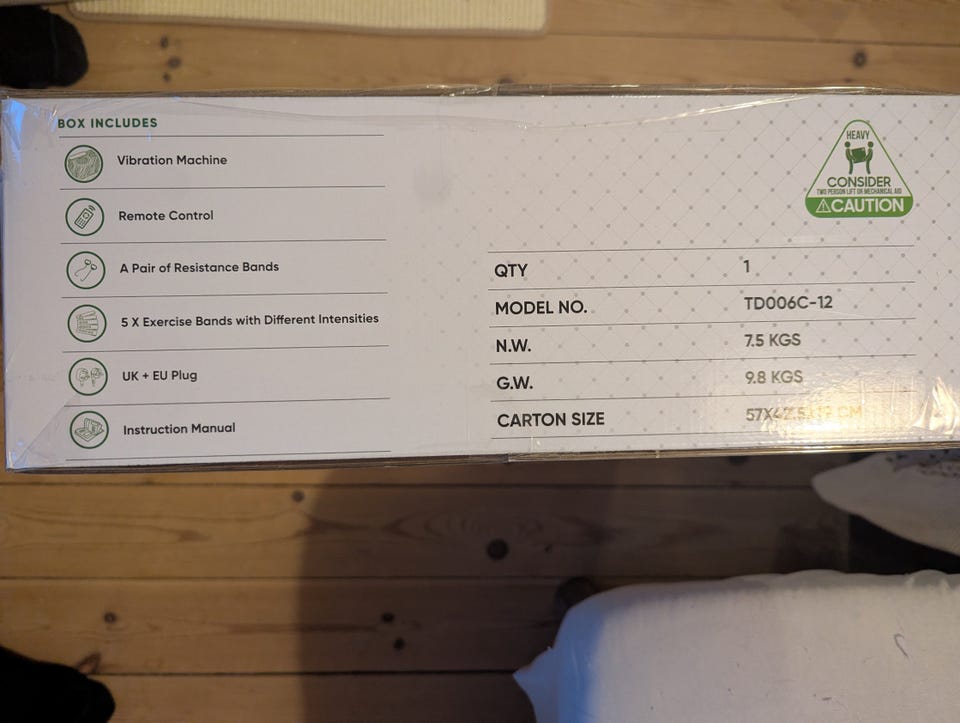 BOX INCLUDES
Vibration Machine
Remote Control
A Pair of Resistance Bands
5 X Exercise Bands with Different Intensities
UK + EU Plug
Instruction Manual
HEAVY
CONSIDER
TWO PERSON LIFT OR MECHANICAL AID
CAUTION
QTY 1
MODEL NO. TD006C-12
N.W. 7.5 KGS
G.W. 9.8 KGS
CARTON SIZE CM